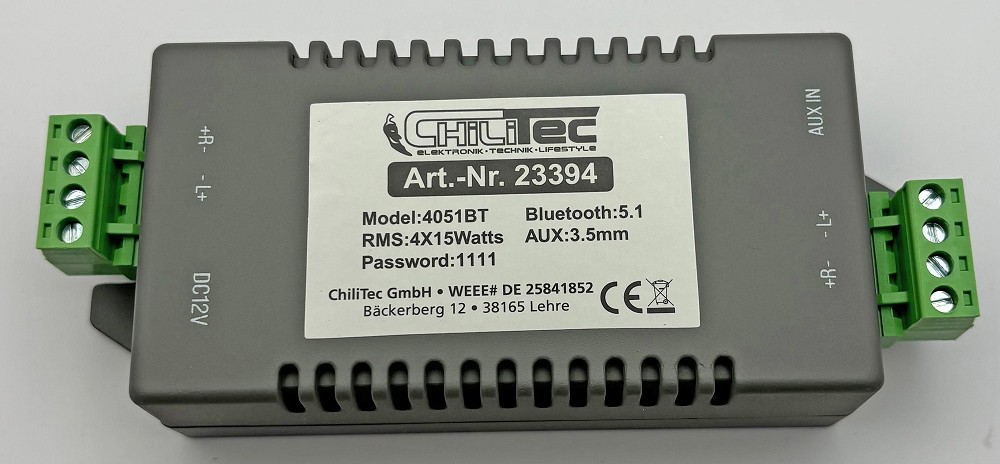 CHiLiTEC
ELEKTRONIK • TECHNIK • LIFESTYLE
Art.-Nr. 23394
Model:4051BT Bluetooth:5.1
RMS:4X15Watts AUX:3.5mm
Password:1111
ChiliTec GmbH • WEEE# DE 25841852
Bäckerberg 12 • 38165 Lehre
CE
+R- -L+
DC12V
AUX IN
+R- -L+